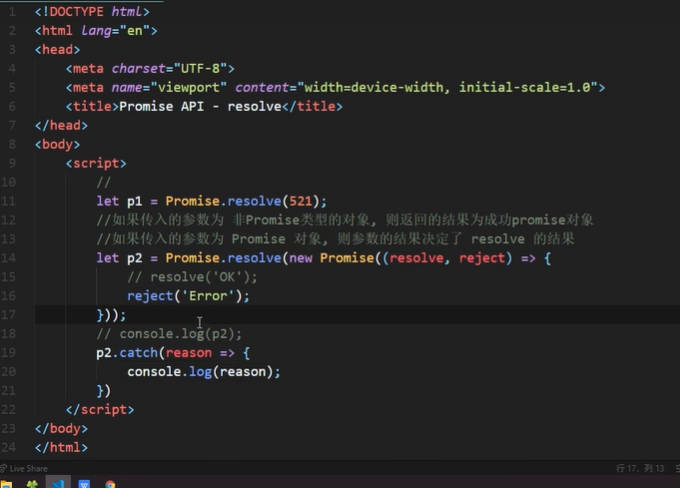 1 <!DOCTYPE html>
2 <html lang="en">
3 <head>
4 <meta charset="UTF-8">
5 <meta name="viewport" content="width=device-width, initial-scale=1.0">
6 <title>Promise API - resolve</title>
7 </head>
8 <body>
9 <script>
10 //
11 let p1 = Promise.resolve(521);
12 //如果传入的参数为 非Promise类型的对象, 则返回的结果为成功promise对象
13 //如果传入的参数为 Promise 对象, 则参数的结果决定了 resolve 的结果
14 let p2 = Promise.resolve(new Promise((resolve, reject) => {
15 // resolve('OK');
16 reject('Error');
17 }));
18 // console.log(p2);
19 p2.catch(reason => {
20 console.log(reason);
21 })
22 </script>
23 </body>
24 </html>
Live Share
行 17, 列 13